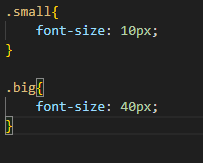 .small{
    font-size: 10px;
}

.big{
    font-size: 40px;
}